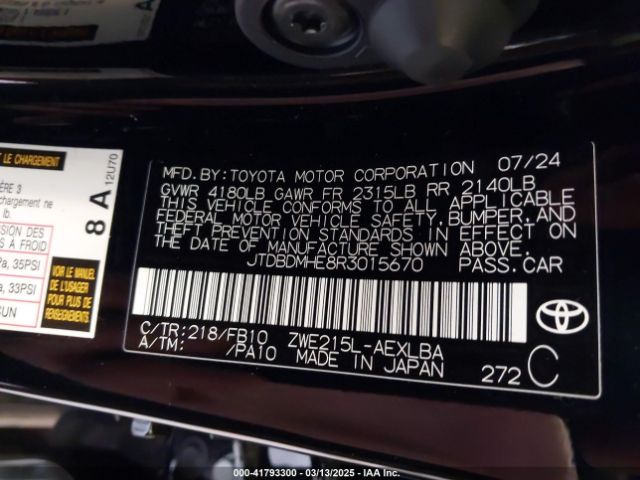 LE CHARGEMENT
8 A 12U70
35PSI
VOIR LE MANUEL
DE L'USAGER
POUR PLUS DE
33PSI
MFD. BY: TOYOTA MOTOR CORPORATION 07/24
GVWR 4180LB GAWR FR 2315LB RR 2140LB
THIS VEHICLE CONFORMS TO ALL APPLICABLE
FEDERAL MOTOR VEHICLE SAFETY, BUMPER, AND
THEFT PREVENTION STANDARDS IN EFFECT ON
THE DATE OF MANUFACTURE SHOWN ABOVE.
JTDBDMHE8R3015670 PASS.CAR
C/TR:218/FB10 ZWE215L-AEXLBA
A/TM: /PA10 MADE IN JAPAN
272 C
000-41793300 - 03/13/2025 - IAA Inc.